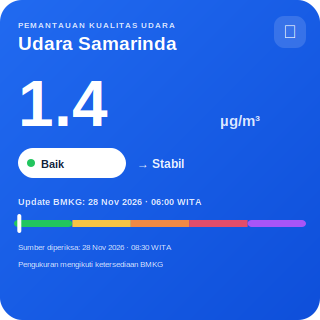 PEMANTAUAN KUALITAS UDARA
Udara Samarinda
1.4
µg/m³
Baik
→ Stabil
Update BMKG: 28 Nov 2026 · 06:00 WITA
Sumber diperiksa: 28 Nov 2026 · 08:30 WITA
Pengukuran mengikuti ketersediaan BMKG